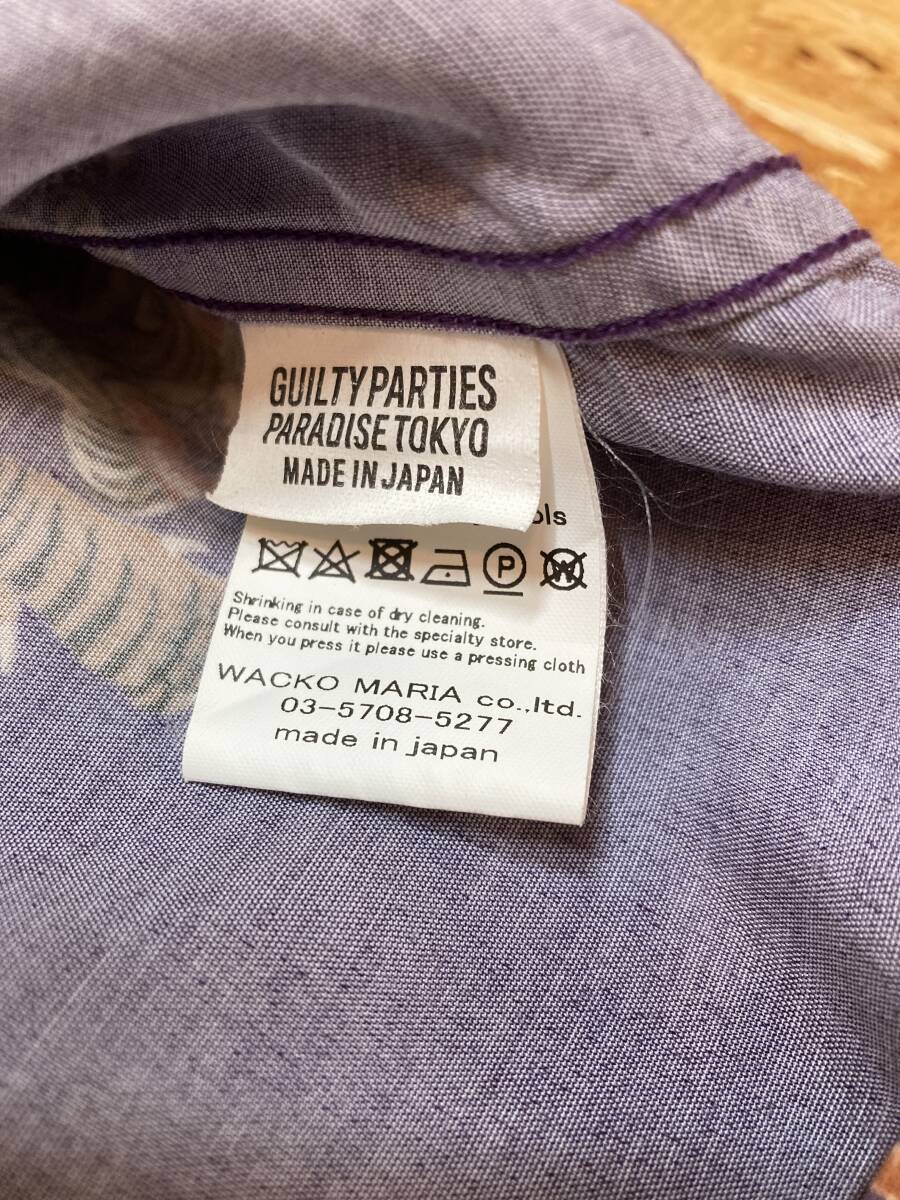 GUILTY PARTIES
PARADISE TOKYO
MADE IN JAPAN
P
W
Shrinking in case of dry cleaning.
Please consult with the specialty store.
When you press it please use a pressing cloth
WACKO MARIA co.,ltd.
03-5708-5277
made in japan